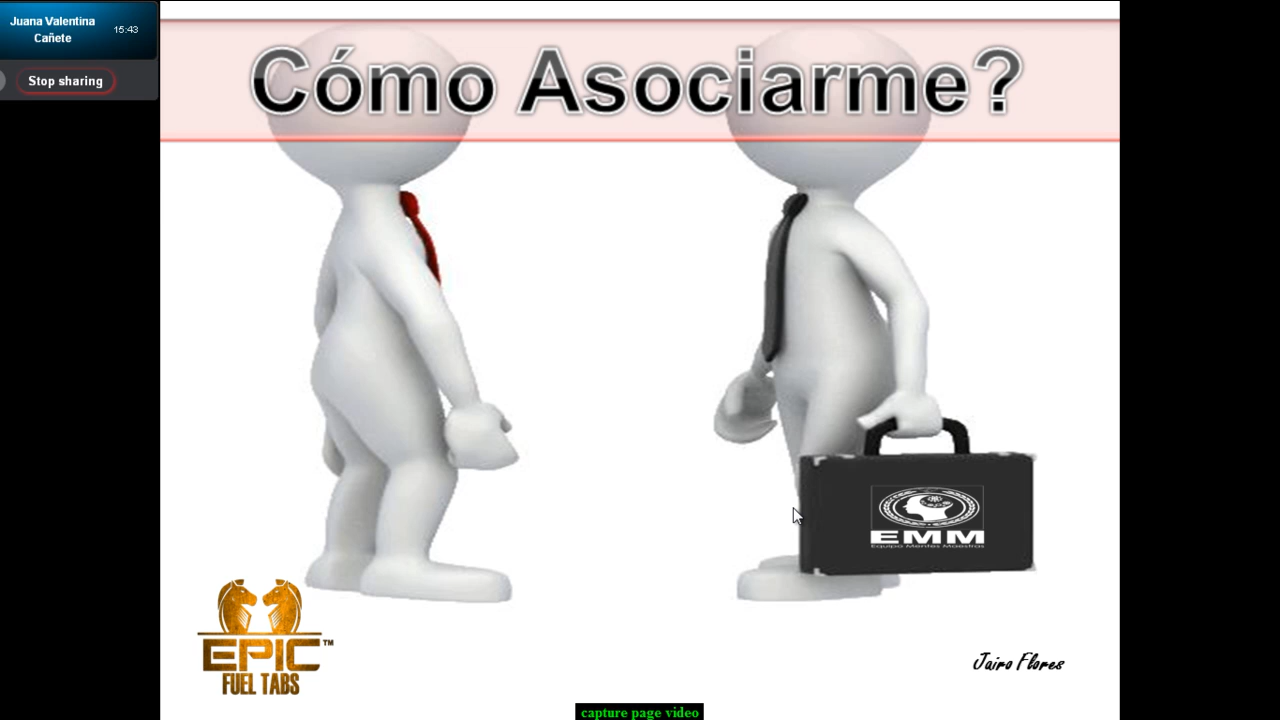 Juana Valentina
Cañete
15:43
Stop sharing
Cómo Asociarme?
EMM
Equipo Mentes Maestras
EPIC™
FUEL TABS
Jairo Flores
capture page video